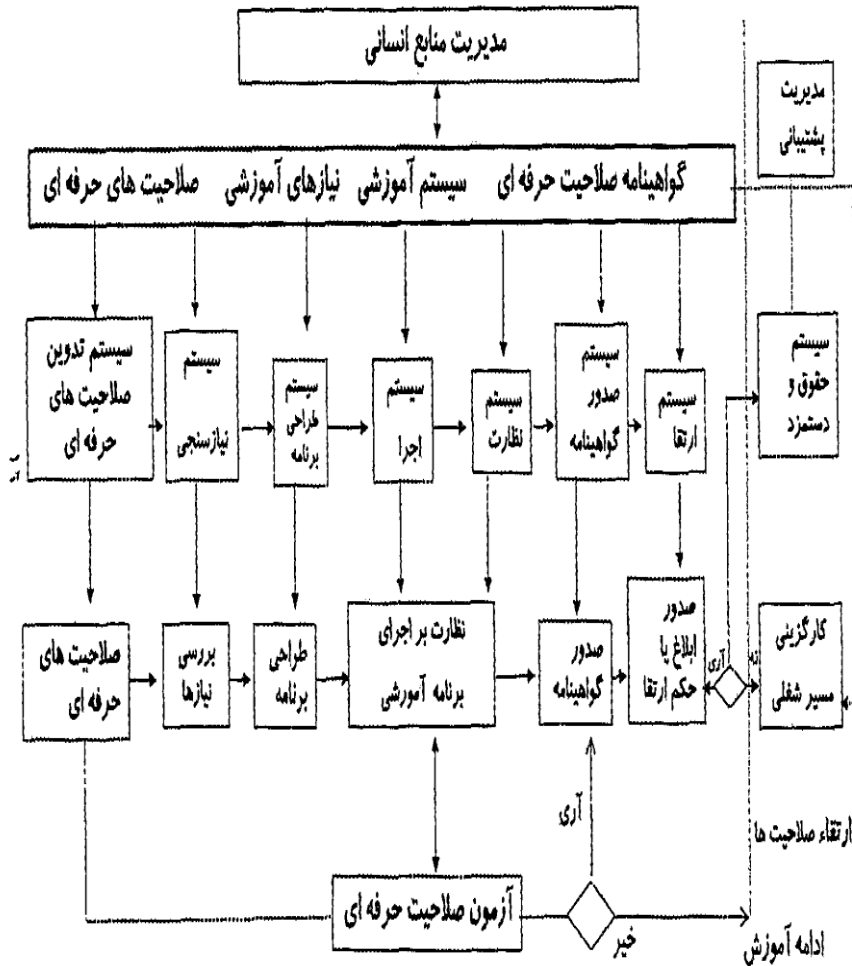 مدیریت منابع انسانی
مدیریت
پشتیبانی
گواهینامه صلاحیت حرفه ای سیستم آموزشی نیازهای آموزشی صلاحیت های حرفه ای
سیستم تدوین
صلاحیت های
حرفه ای
سیستم
نیازسنجی
سیستم
طراحی
برنامه
سیستم
اجرا
سیستم
نظارت
سیستم
صدور
گواهینامه
سیستم
ارتقا
سیستم
حقوق و
دستمزد
صلاحیت های
حرفه ای
بررسی
نیازها
طراحی
برنامه
نظارت بر اجرای
برنامه آمورشی
صدور
گواهینامه
صدور
ابلاغ یا
حکم ارتقا
آری
نه
کارگزینی
مسیر شغلی
آری
ارتقاء صلاحیت ها
آزمون صلاحیت حرفه ای
خیر
ادامه آموزش